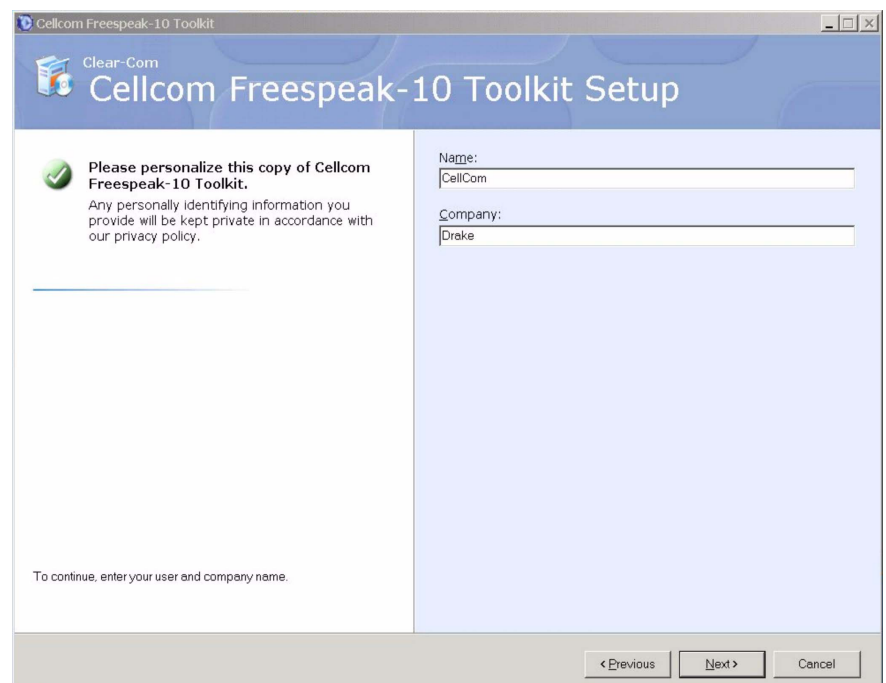 Cellcom Freespeak-10 Toolkit
Clear-Com
Cellcom Freespeak-10 Toolkit Setup
Please personalize this copy of Cellcom
Freespeak-10 Toolkit.
Any personally identifying information you
provide will be kept private in accordance with
our privacy policy.
To continue, enter your user and company name.
Name:
CellCom
Company:
Drake
< Previous
Next >
Cancel